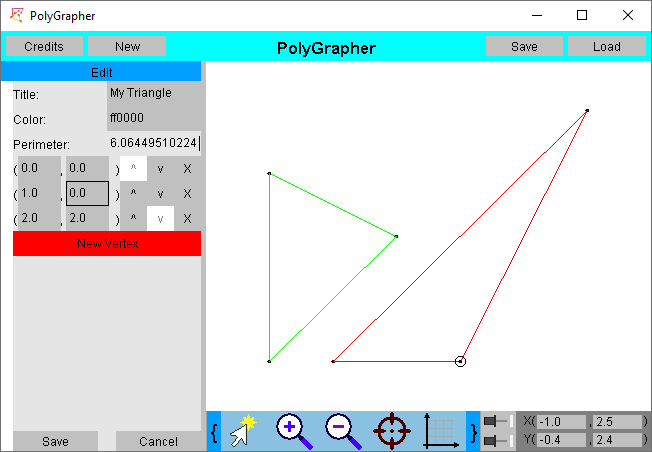 PolyGrapher
Credits New PolyGrapher Save Load
Edit
Title: My Triangle
Color: ff0000
Perimeter: 6.06449510224
( 0.0 , 0.0 ) ^ v X
( 1.0 , 0.0 ) ^ v X
( 2.0 , 2.0 ) ^ v X
New Vertex
Save Cancel
{ } X( -1.0 , 2.5 )
Y( -0.4 , 2.4 )